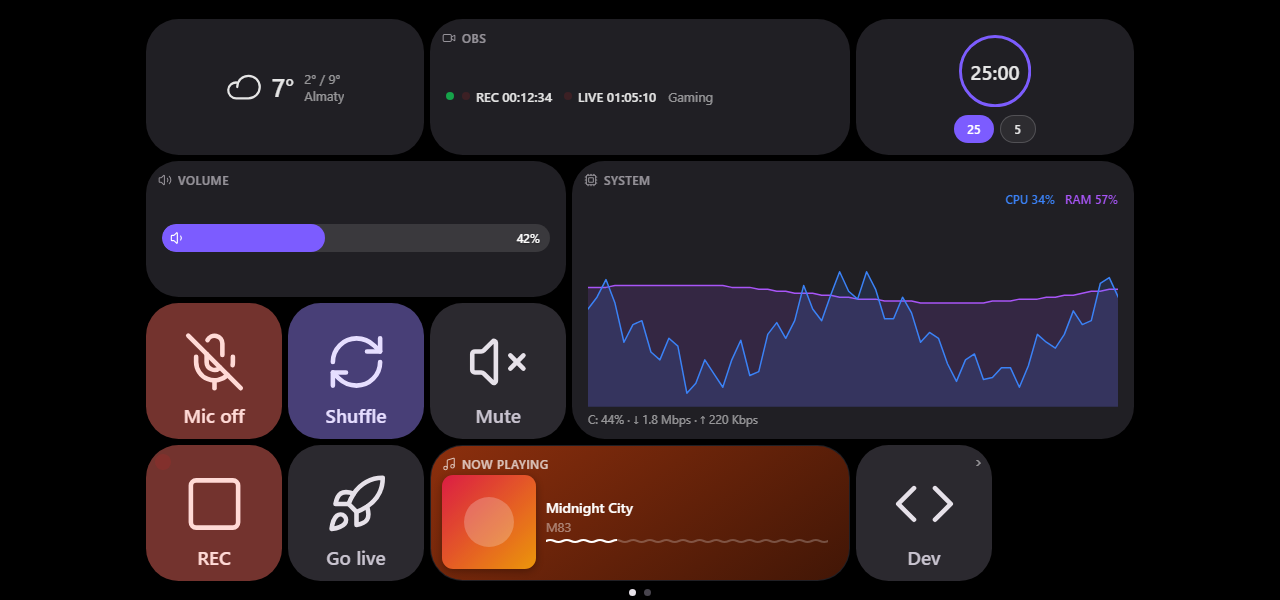 7° 2° / 9°
Almaty
OBS
REC 00:12:34 LIVE 01:05:10 Gaming
25:00
25 5
VOLUME
42%
SYSTEM
CPU 34% RAM 57%
C: 44% · ↓ 1.8 Mbps · ↑ 220 Kbps
Mic off
Shuffle
Mute
REC
Go live
NOW PLAYING
Midnight City
M83
Dev